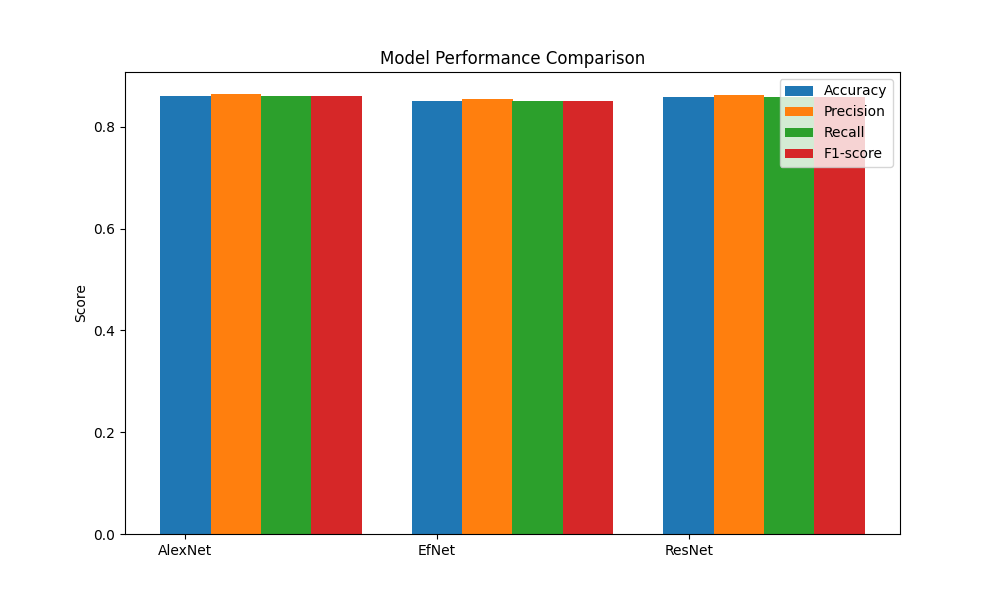 Model Performance Comparison
Accuracy
Precision
Recall
F1-score
Score
0.8
0.6
0.4
0.2
0.0
AlexNet
EfNet
ResNet